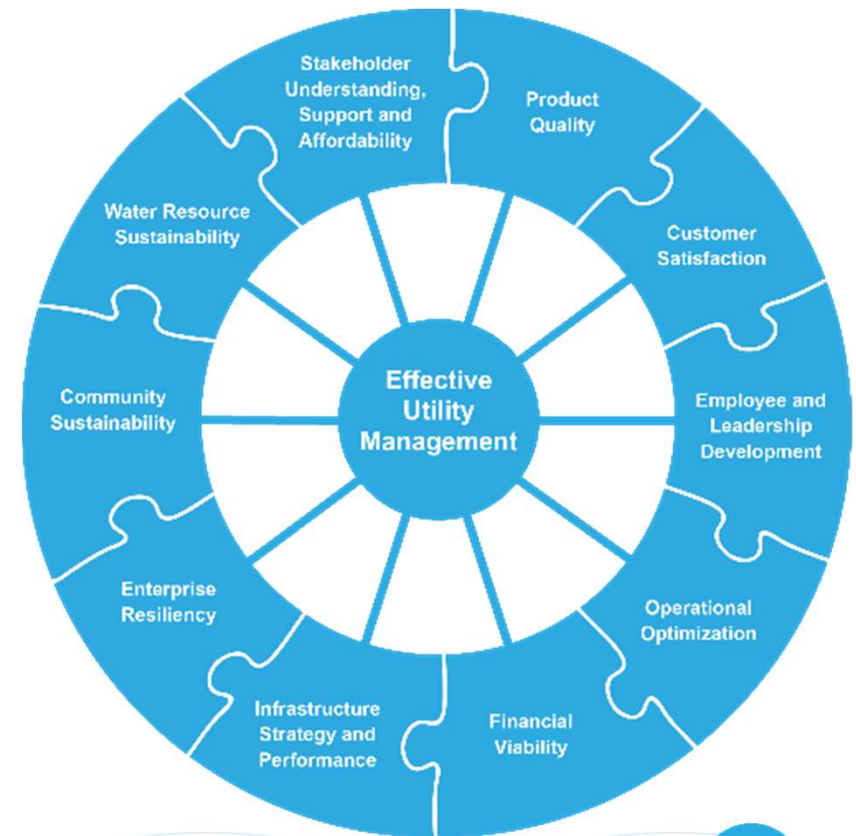 Stakeholder
Understanding,
Support and
Affordability
Product
Quality
Customer
Satisfaction
Employee and
Leadership
Development
Operational
Optimization
Financial
Viability
Infrastructure
Strategy and
Performance
Enterprise
Resiliency
Community
Sustainability
Water Resource
Sustainability
Effective
Utility
Management